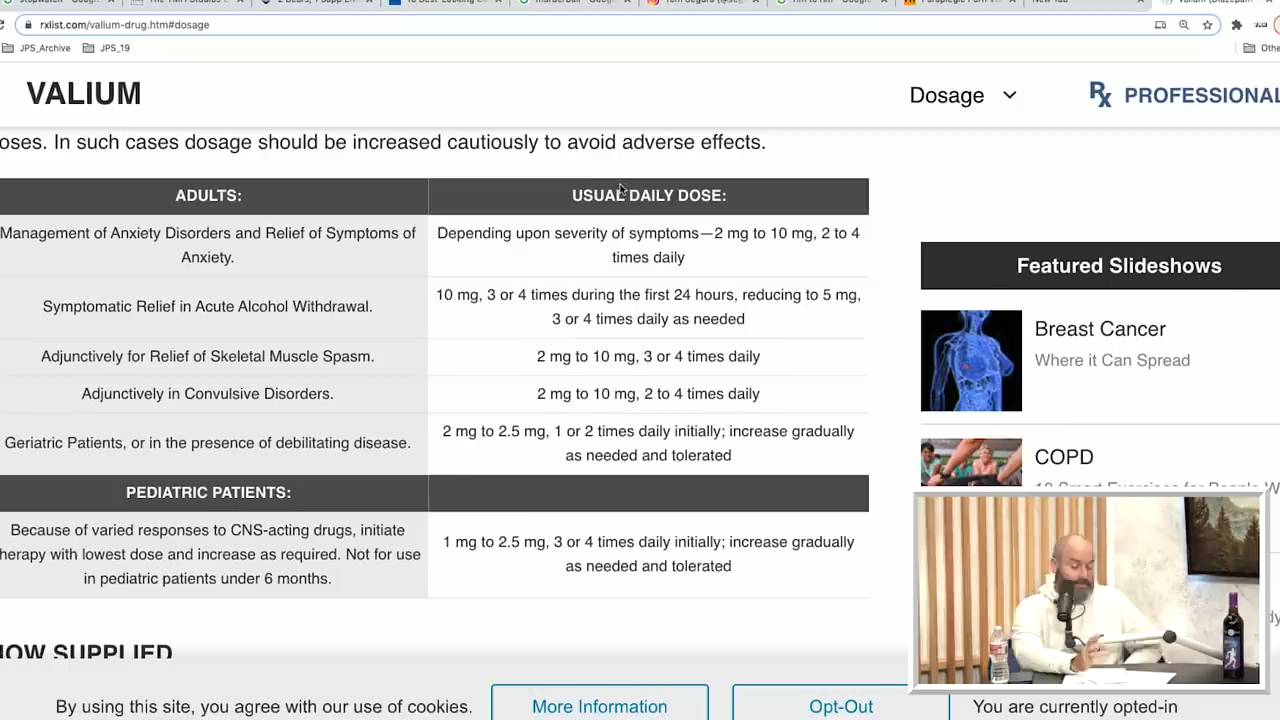 rxlist.com/valium-drug.htm#dosage
JPS_Archive JPS_19
VALIUM
Dosage
Rx PROFESSIONAL
oses. In such cases dosage should be increased cautiously to avoid adverse effects.
ADULTS: USUAL DAILY DOSE:
Management of Anxiety Disorders and Relief of Symptoms of
Anxiety.
Depending upon severity of symptoms—2 mg to 10 mg, 2 to 4
times daily
Symptomatic Relief in Acute Alcohol Withdrawal.
10 mg, 3 or 4 times during the first 24 hours, reducing to 5 mg,
3 or 4 times daily as needed
Adjunctively for Relief of Skeletal Muscle Spasm.
2 mg to 10 mg, 3 or 4 times daily
Adjunctively in Convulsive Disorders.
2 mg to 10 mg, 2 to 4 times daily
Geriatric Patients, or in the presence of debilitating disease.
2 mg to 2.5 mg, 1 or 2 times daily initially; increase gradually
as needed and tolerated
PEDIATRIC PATIENTS:
Because of varied responses to CNS-acting drugs, initiate
herapy with lowest dose and increase as required. Not for use
in pediatric patients under 6 months.
1 mg to 2.5 mg, 3 or 4 times daily initially; increase gradually
as needed and tolerated
Featured Slideshows
Breast Cancer
Where it Can Spread
COPD
HOW SUPPLIED
By using this site, you agree with our use of cookies.
More Information
Opt-Out
You are currently opted-in